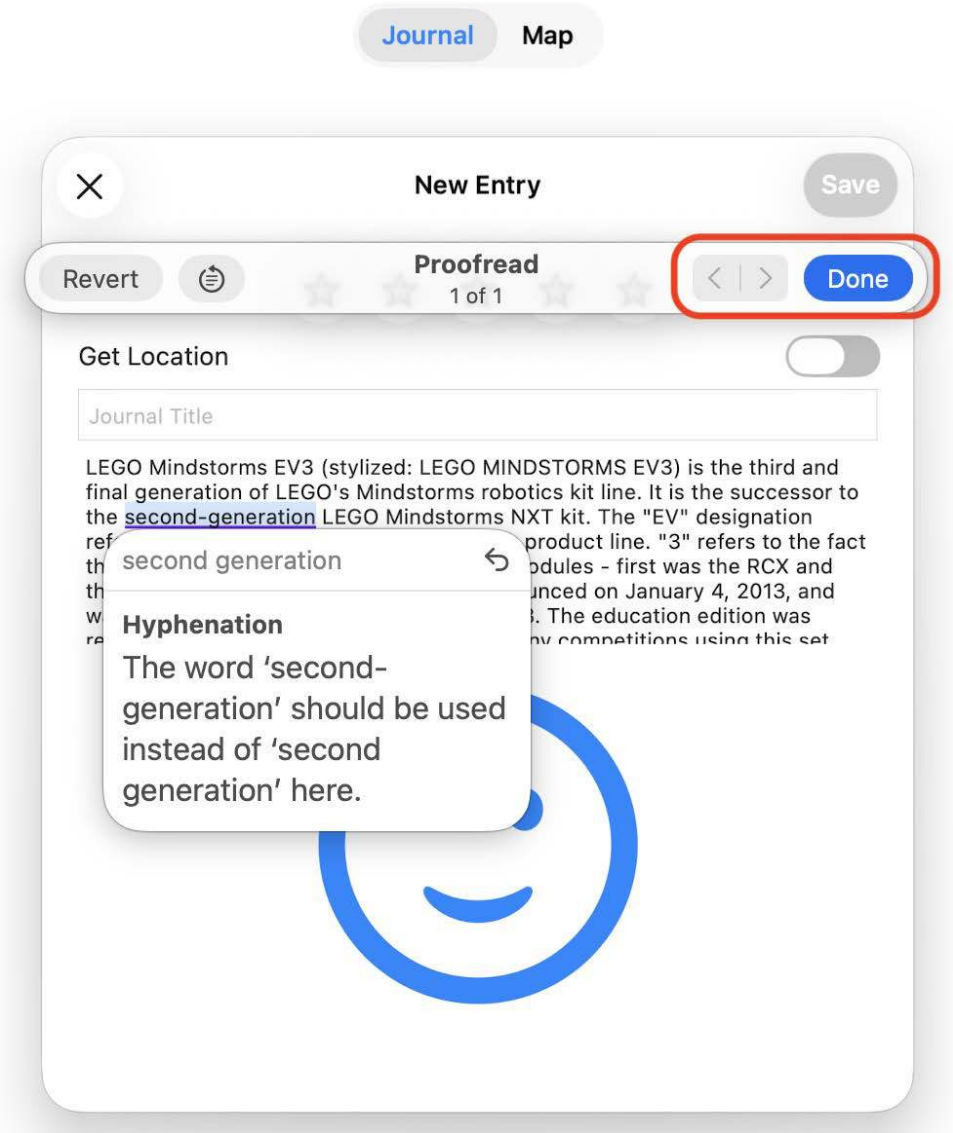 Journal Map
New Entry
Save
Revert
Proofread
1 of 1
Done
Get Location
Journal Title
LEGO Mindstorms EV3 (stylized: LEGO MINDSTORMS EV3) is the third and
final generation of LEGO's Mindstorms robotics kit line. It is the successor to
the second-generation LEGO Mindstorms NXT kit. The "EV" designation
product line. "3" refers to the fact
- first was the RCX and
on January 4, 2013, and
The education edition was
competitions using this set
second generation
Hyphenation
The word ‘second-
generation’ should be used
instead of ‘second
generation’ here.